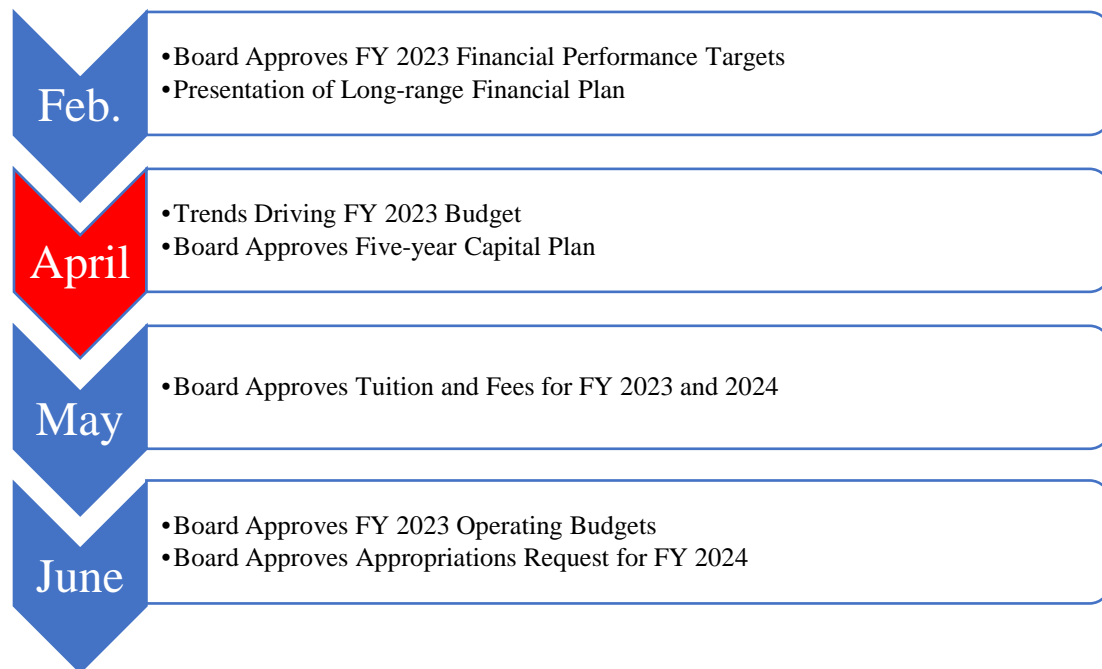 Feb.
•Board Approves FY 2023 Financial Performance Targets
•Presentation of Long-range Financial Plan
April
•Trends Driving FY 2023 Budget
•Board Approves Five-year Capital Plan
May
•Board Approves Tuition and Fees for FY 2023 and 2024
June
•Board Approves FY 2023 Operating Budgets
•Board Approves Appropriations Request for FY 2024